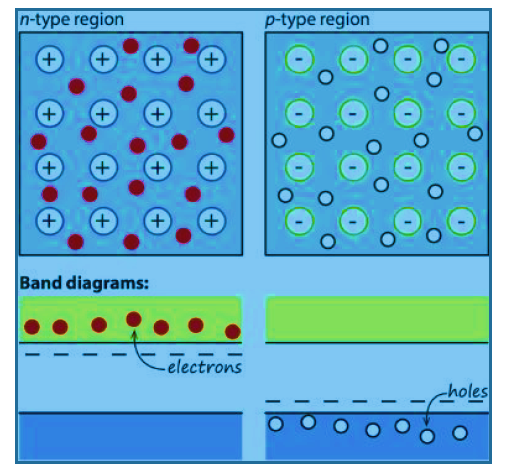 n-type region
p-type region
+ + + +
- - - -
+ + + +
- - - -
+ + + +
- - - -
+ + + +
- - - -
Band diagrams:
electrons
holes